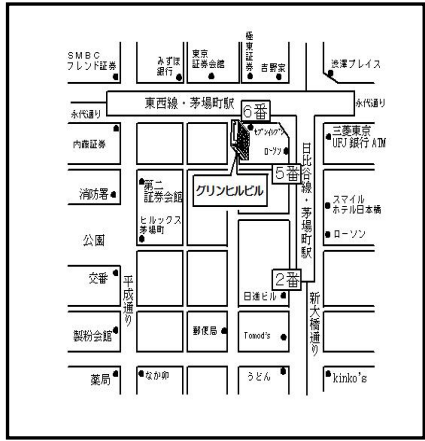 SMBC
フレンド証券
みずほ
銀行
東京
証券会館
極東証券
吉野家
渋澤プレイス
永代通り
東西線・茅場町駅
6番
永代通り
内藤証券
セブンイレブン
ローソン
三菱東京
UFJ銀行ATM
日比谷線・茅場町駅
5番
消防署
第二
証券会館
グリンヒルビル
スマイル
ホテル日本橋
ヒルックス
茅場町
ローソン
公園
交番
平成通り
2番
日進ビル
新大橋通り
製粉会館
郵便局
Tomod's
薬局
なか卯
うどん
kinko's